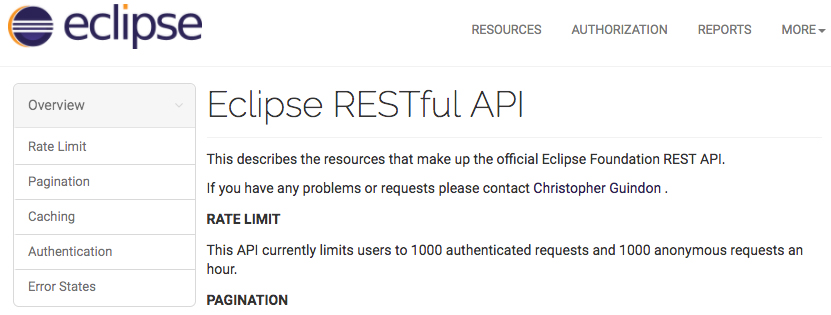 eclipse
RESOURCES
AUTHORIZATION
REPORTS
MORE
Overview
Rate Limit
Pagination
Caching
Authentication
Error States
Eclipse RESTful API
This describes the resources that make up the official Eclipse Foundation REST API.
If you have any problems or requests please contact Christopher Guindon .
RATE LIMIT
This API currently limits users to 1000 authenticated requests and 1000 anonymous requests an
hour.
PAGINATION